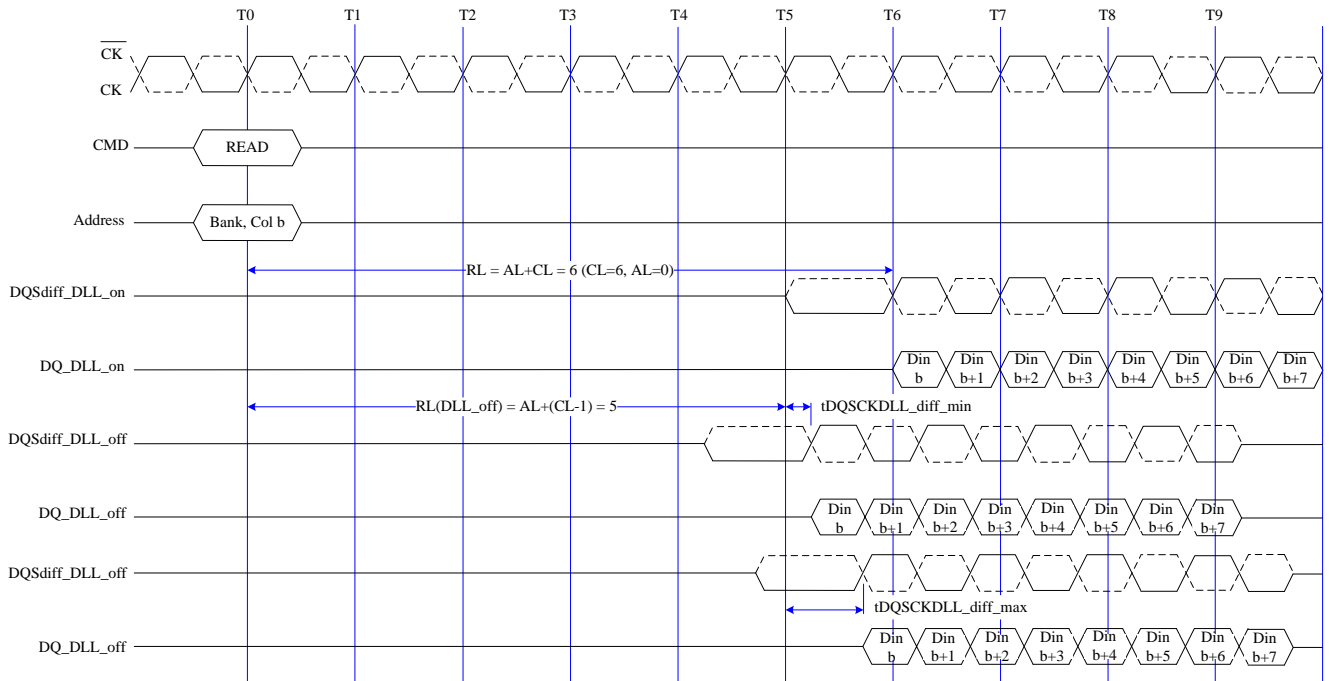 T0 T1 T2 T3 T4 T5 T6 T7 T8 T9
CK
CK
CMD READ
Address Bank, Col b
RL = AL+CL = 6 (CL=6, AL=0)
DQSdiff_DLL_on
DQ_DLL_on Din b Din b+1 Din b+2 Din b+3 Din b+4 Din b+5 Din b+6 Din b+7
RL(DLL_off) = AL+(CL-1) = 5 tDQSCKDLL_diff_min
DQSdiff_DLL_off
DQ_DLL_off Din b Din b+1 Din b+2 Din b+3 Din b+4 Din b+5 Din b+6 Din b+7
DQSdiff_DLL_off
tDQSCKDLL_diff_max
DQ_DLL_off Din b Din b+1 Din b+2 Din b+3 Din b+4 Din b+5 Din b+6 Din b+7